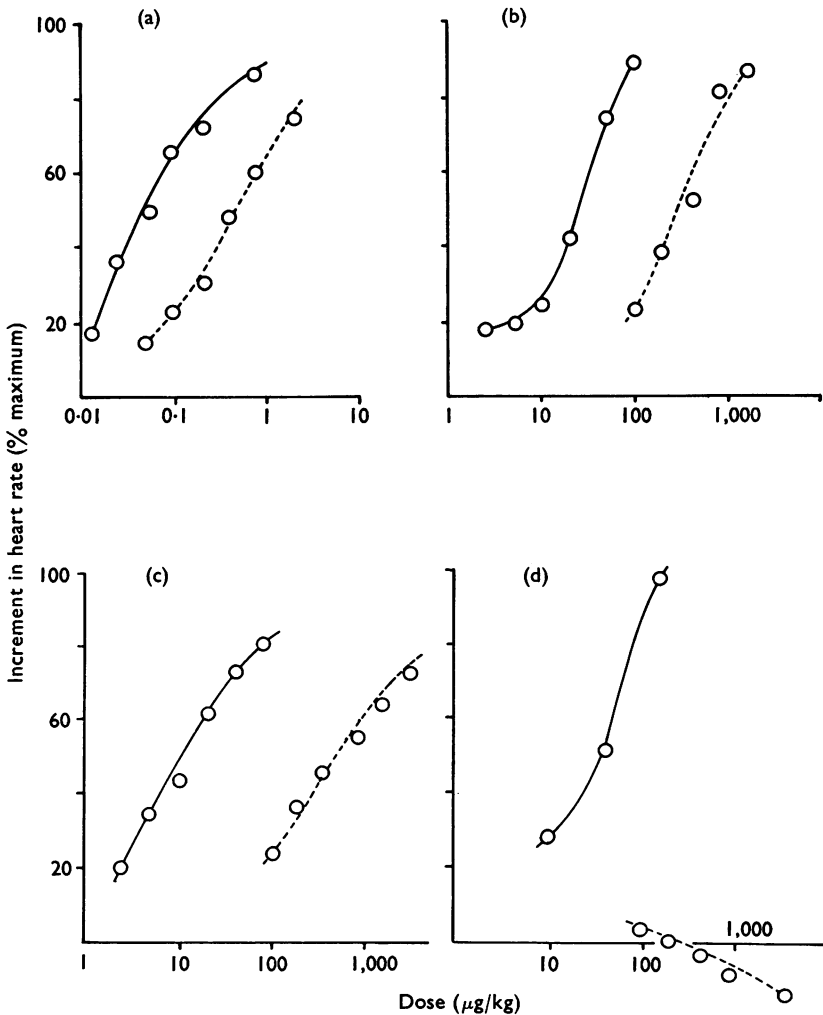 (a)
100
60
20
0·01 0·1 1 10
(b)
1 10 100 1,000
Increment in heart rate (% maximum)
(c)
100
60
20
1 10 100 1,000
(d)
1,000
10 100
Dose (μg/kg)